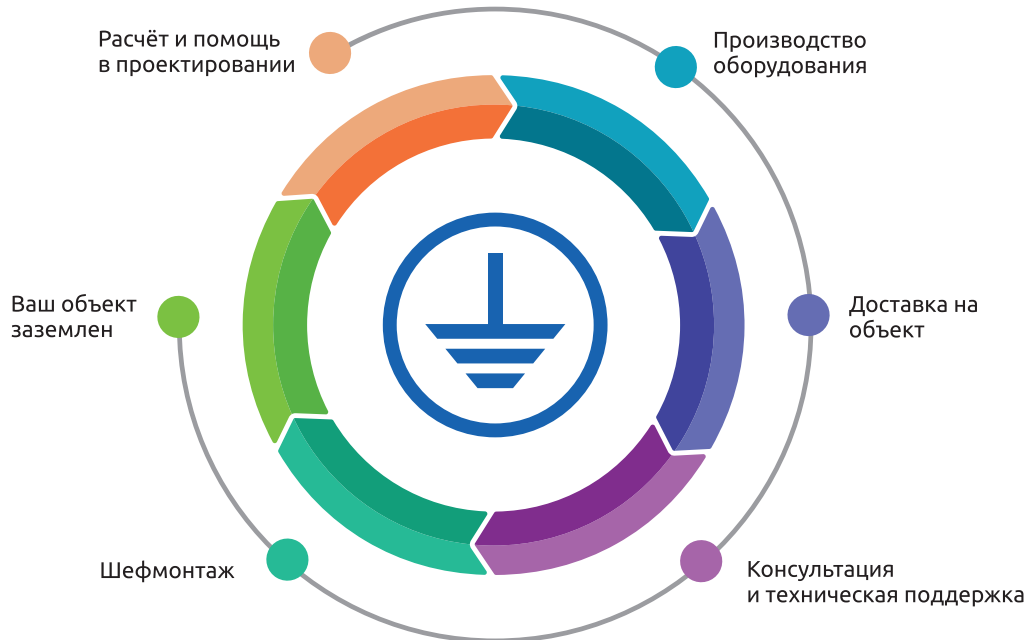 Расчёт и помощь
в проектировании
Производство
оборудования
Доставка на
объект
Консультация
и техническая поддержка
Шефмонтаж
Ваш объект
заземлен